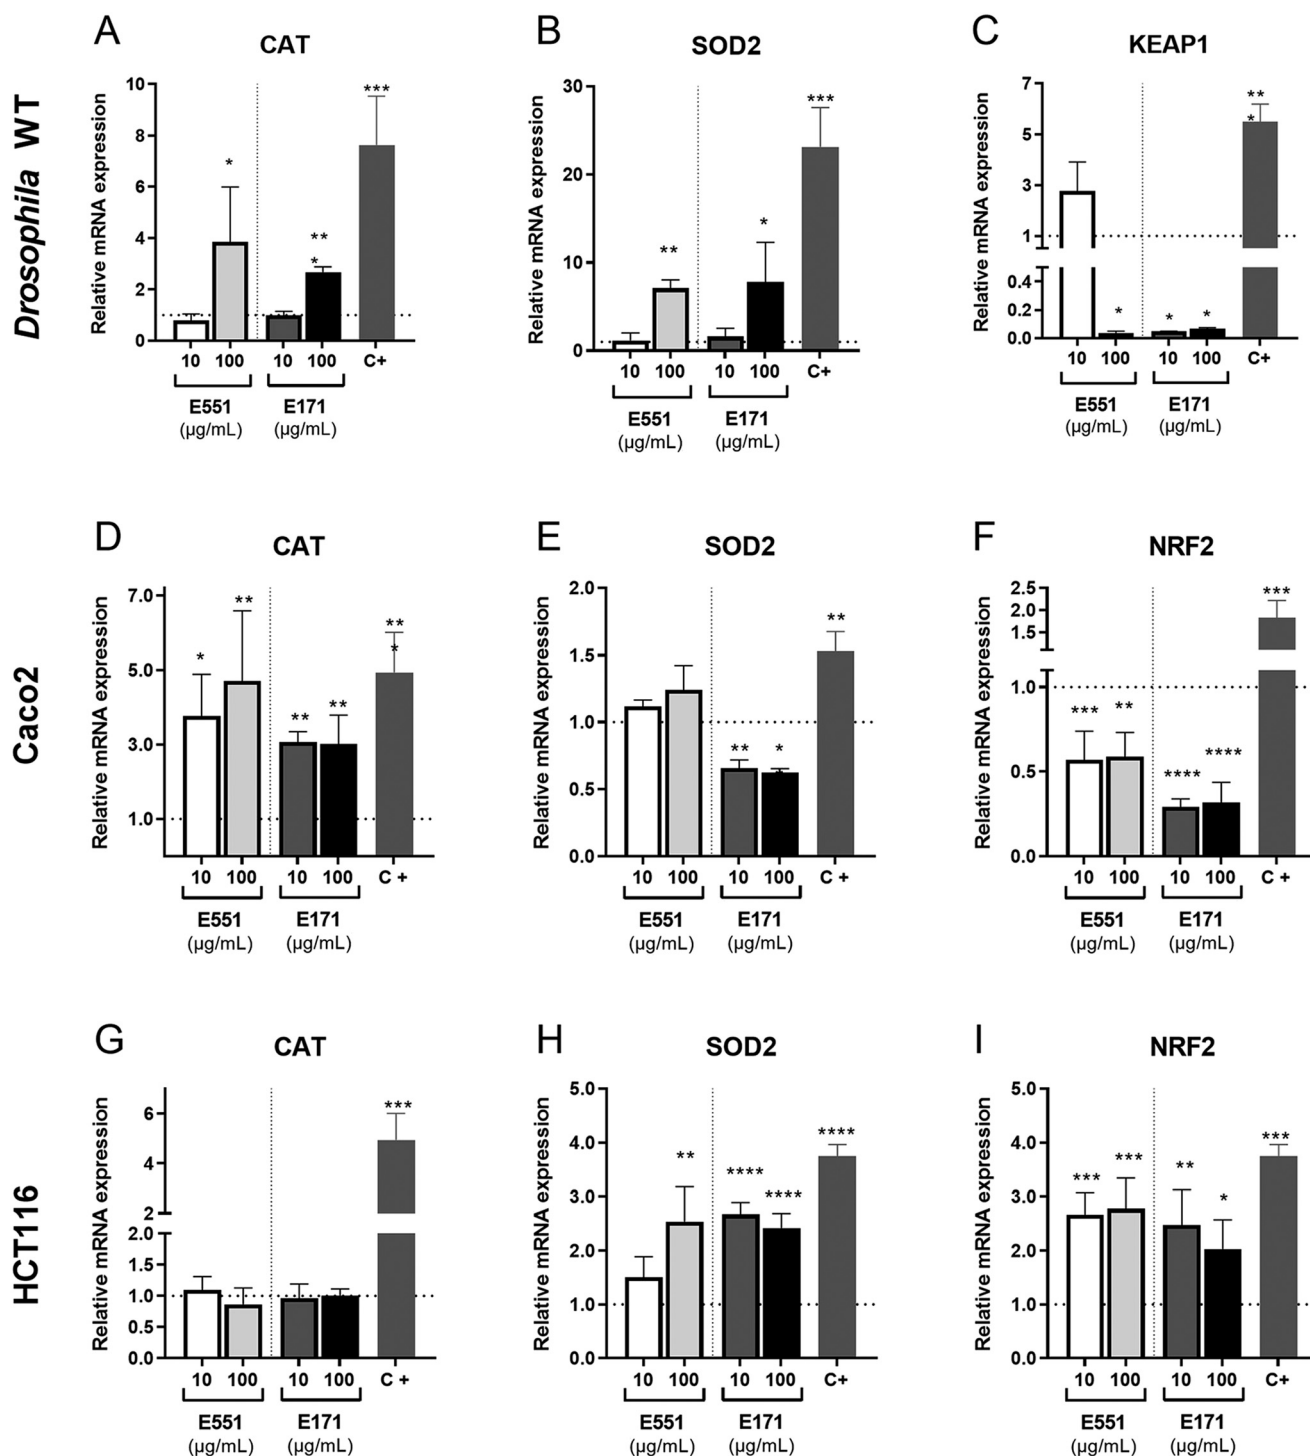 A
CAT
Drosophila WT
Relative mRNA expression
10
8
6
4
2
0
*
**
*
***
10 100 10 100 C+
E551 E171
(µg/mL) (µg/mL)
B
SOD2
Relative mRNA expression
30
20
10
0
**
*
***
10 100 10 100 C+
E551 E171
(µg/mL) (µg/mL)
C
KEAP1
Relative mRNA expression
7
5
3
1
0.4
0.2
0.0
*
*
*
**
*
10 100 10 100 C+
E551 E171
(µg/mL) (µg/mL)
D
CAT
Caco2
Relative mRNA expression
7.0
5.0
3.0
1.0
*
**
**
**
**
*
10 100 10 100 C +
E551 E171
(µg/mL) (µg/mL)
E
SOD2
Relative mRNA expression
2.0
1.5
1.0
0.5
0.0
**
*
**
10 100 10 100 C +
E551 E171
(µg/mL) (µg/mL)
F
NRF2
Relative mRNA expression
2.5
2.0
1.5
1.0
0.5
0.0
***
**
****
****
***
10 100 10 100 C +
E551 E171
(µg/mL) (µg/mL)
G
CAT
HCT116
Relative mRNA expression
6
4
2
2.0
1.5
1.0
0.5
0.0
***
10 100 10 100 C +
E551 E171
(µg/mL) (µg/mL)
H
SOD2
Relative mRNA expression
5.0
4.0
3.0
2.0
1.0
0.0
**
****
****
****
10 100 10 100 C+
E551 E171
(µg/mL) (µg/mL)
I
NRF2
Relative mRNA expression
5.0
4.0
3.0
2.0
1.0
0.0
***
***
**
*
***
10 100 10 100 C+
E551 E171
(µg/mL) (µg/mL)